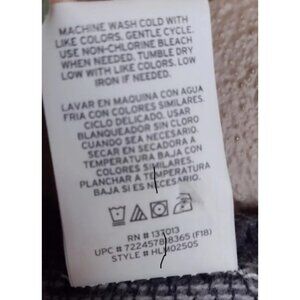 MACHINE WASH COLD WITH
LIKE COLORS, GENTLE CYCLE.
USE NON-CHLORINE BLEACH
WHEN NEEDED. TUMBLE DRY
LOW WITH LIKE COLORS. LOW
IRON IF NEEDED.
LAVAR EN MAQUINA CON AGUA
FRIA CON COLORES SIMILARES.
CICLO DELICADO. USAR
BLANQUEADOR SIN CLORO
CUANDO SEA NECESARIO.
SECAR EN SECADORA A
TEMPERATURA BAJA CON
COLORES SIMILARES.
PLANCHAR A TEMPERATURA
BAJA SI ES NECESARIO.
RN # 137013
UPC # 722457818365 (F18)
STYLE # HLM02505